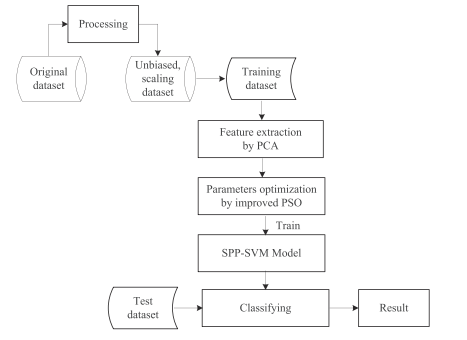 Processing
Original
dataset
Unbiased,
scaling
dataset
Training
dataset
Feature extraction
by PCA
Parameters optimization
by improved PSO
Train
SPP-SVM Model
Test
dataset
Classifying
Result